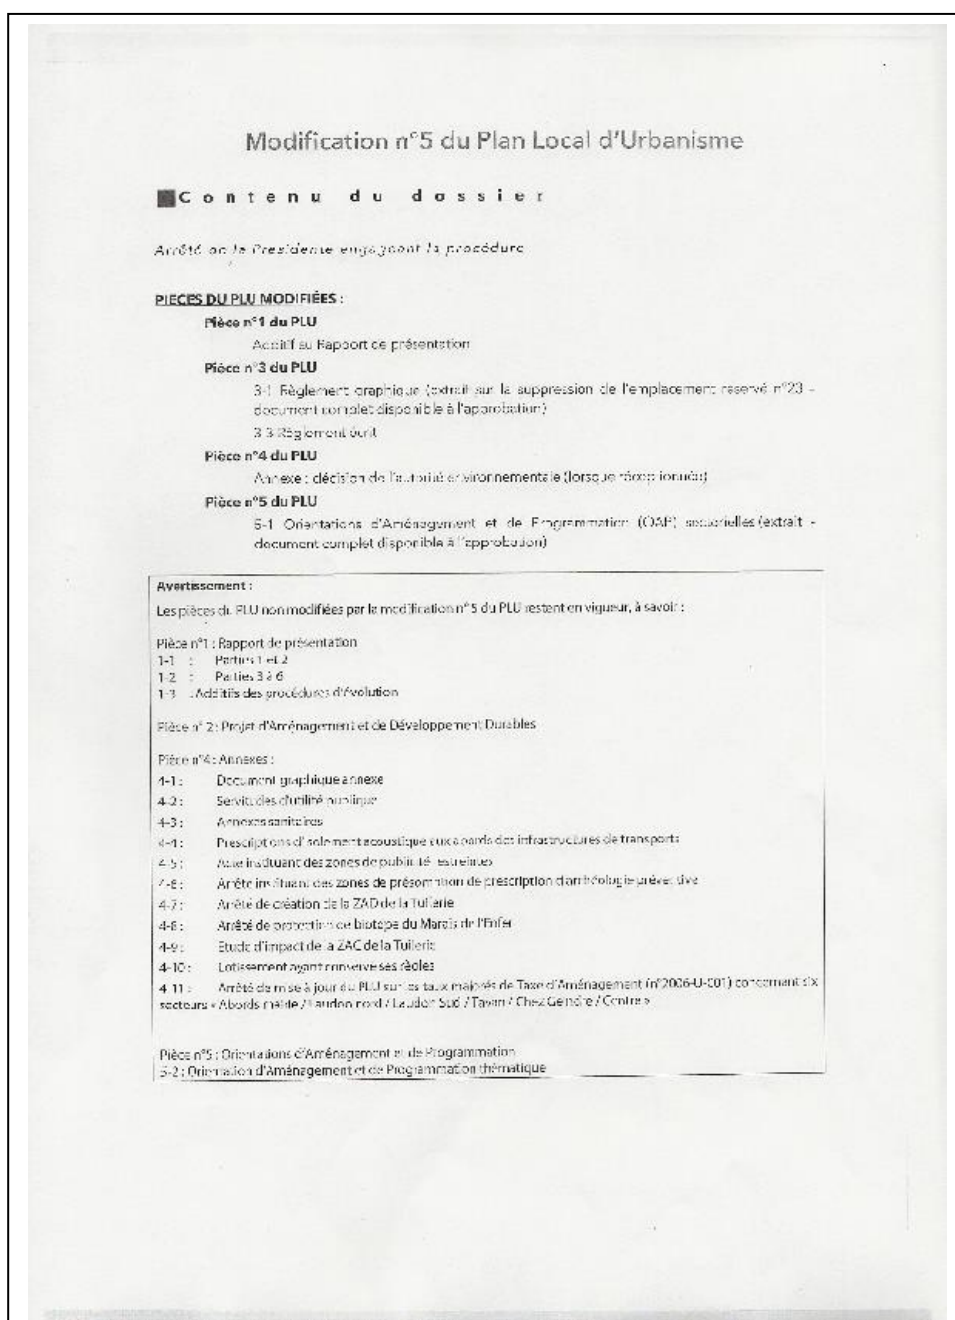 Modification n°5 du Plan Local d'Urbanisme
Contenu du dossier
Arrêté de la Présidente engageant la procédure
PIECES DU PLU MODIFIÉES :
Pièce n°1 du PLU
Additif au Rapport de présentation
Pièce n°3 du PLU
3-1 Règlement graphique (extrait sur la suppression de l'emplacement réservé n°23 -
document complet disponible à l'approbation)
3-3 Règlement écrit
Pièce n°4 du PLU
Annexe : décision de l'autorité environnementale (lorsque réceptionnée)
Pièce n°5 du PLU
5-1 Orientations d'Aménagement et de Programmation (OAP) sectorielles (extrait -
document complet disponible à l'approbation)
Avertissement :
Les pièces du PLU non modifiées par la modification n°5 du PLU restent en vigueur, à savoir :
Pièce n°1 : Rapport de présentation
1-1 : Parties 1 et 2
1-2 : Parties 3 à 6
1-3 : Additifs des procédures d'évolution
Pièce n° 2 : Projet d'Aménagement et de Développement Durables
Pièce n°4 : Annexes :
4-1 : Document graphique annexe
4-2 : Servitudes d'utilité publique
4-3 : Annexes sanitaires
4-4 : Prescriptions d'isolement acoustique aux abords des infrastructures de transports
4-5 : Acte instituant des zones de publicité restreintes
4-6 : Arrêté instituant des zones de présomption de prescription d'archéologie préventive
4-7 : Arrêté de création de la ZAD de la Tuilerie
4-8 : Arrêté de protection de biotope du Marais de l'Enfer
4-9 : Etude d'impact de la ZAC de la Tuilerie
4-10 : Lotissement ayant conservé ses règles
4-11 : Arrêté de mise à jour du PLU sur les taux majorés de Taxe d'Aménagement (n°2006-U-001) concernant six
secteurs « Abords mairie / Laudon nord / Laudon Sud / Tavan / Chez Gendre / Centre »
Pièce n°5 : Orientations d'Aménagement et de Programmation
5-2 : Orientation d'Aménagement et de Programmation thématique